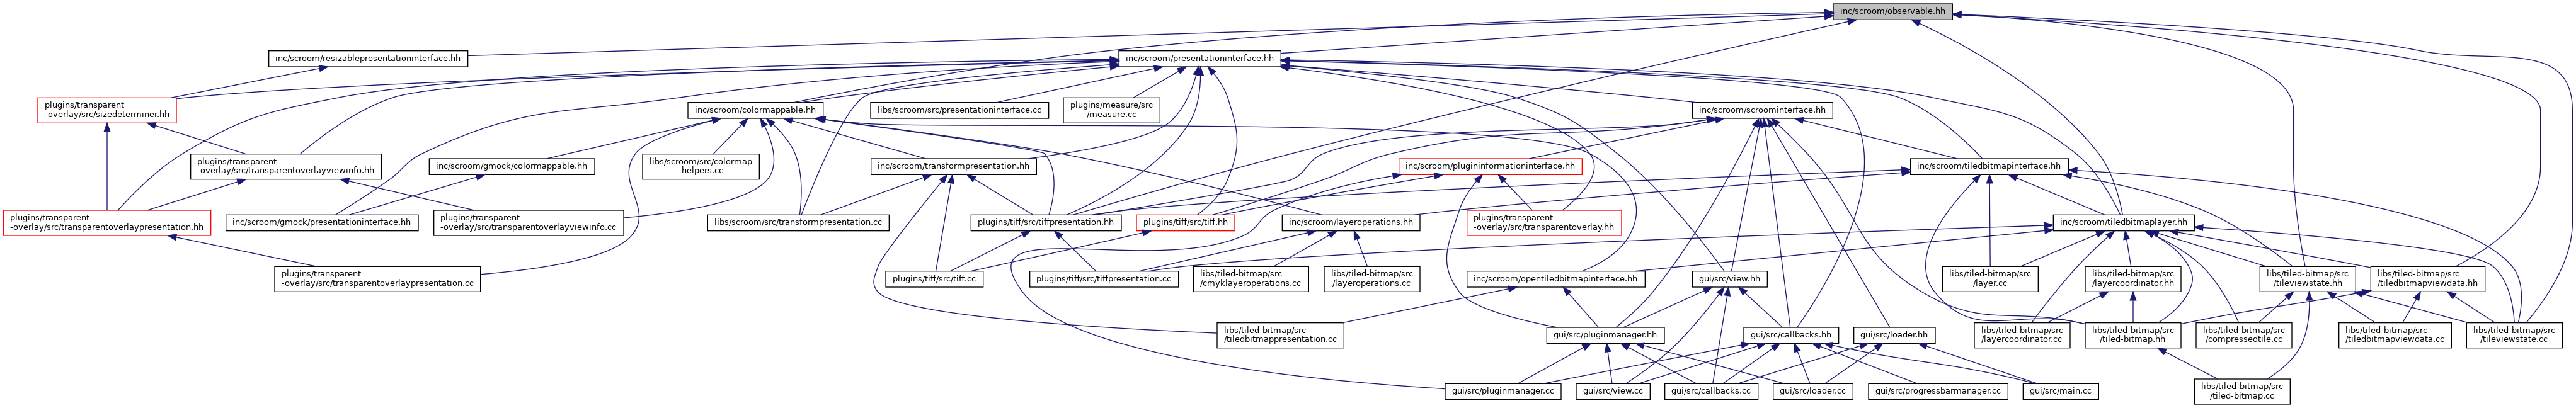 inc/scroom/observable.hh
inc/scroom/resizablepresentationinterface.hh
inc/scroom/presentationinterface.hh
plugins/transparent
-overlay/src/sizedeterminer.hh
inc/scroom/colormappable.hh
libs/scroom/src/presentationinterface.cc
plugins/measure/src
/measure.cc
inc/scroom/scroominterface.hh
plugins/transparent
-overlay/src/transparentoverlayviewinfo.hh
inc/scroom/gmock/colormappable.hh
libs/scroom/src/colormap
-helpers.cc
inc/scroom/transformpresentation.hh
inc/scroom/plugininformationinterface.hh
inc/scroom/tiledbitmapinterface.hh
plugins/transparent
-overlay/src/transparentoverlaypresentation.hh
inc/scroom/gmock/presentationinterface.hh
plugins/transparent
-overlay/src/transparentoverlayviewinfo.cc
libs/scroom/src/transformpresentation.cc
plugins/tiff/src/tiffpresentation.hh
plugins/tiff/src/tiff.hh
inc/scroom/layeroperations.hh
plugins/transparent
-overlay/src/transparentoverlay.hh
inc/scroom/tiledbitmaplayer.hh
plugins/transparent
-overlay/src/transparentoverlaypresentation.cc
plugins/tiff/src/tiff.cc
plugins/tiff/src/tiffpresentation.cc
libs/tiled-bitmap/src
/cmyklayeroperations.cc
libs/tiled-bitmap/src
/layeroperations.cc
inc/scroom/opentiledbitmapinterface.hh
gui/src/view.hh
libs/tiled-bitmap/src
/layer.cc
libs/tiled-bitmap/src
/layercoordinator.hh
libs/tiled-bitmap/src
/tileviewstate.hh
libs/tiled-bitmap/src
/tiledbitmapviewdata.hh
libs/tiled-bitmap/src
/tiledbitmappresentation.cc
gui/src/pluginmanager.hh
gui/src/callbacks.hh
gui/src/loader.hh
libs/tiled-bitmap/src
/layercoordinator.cc
libs/tiled-bitmap/src
/tiled-bitmap.hh
libs/tiled-bitmap/src
/compressedtile.cc
libs/tiled-bitmap/src
/tiledbitmapviewdata.cc
libs/tiled-bitmap/src
/tileviewstate.cc
gui/src/pluginmanager.cc
gui/src/view.cc
gui/src/callbacks.cc
gui/src/loader.cc
gui/src/progressbarmanager.cc
gui/src/main.cc
libs/tiled-bitmap/src
/tiled-bitmap.cc